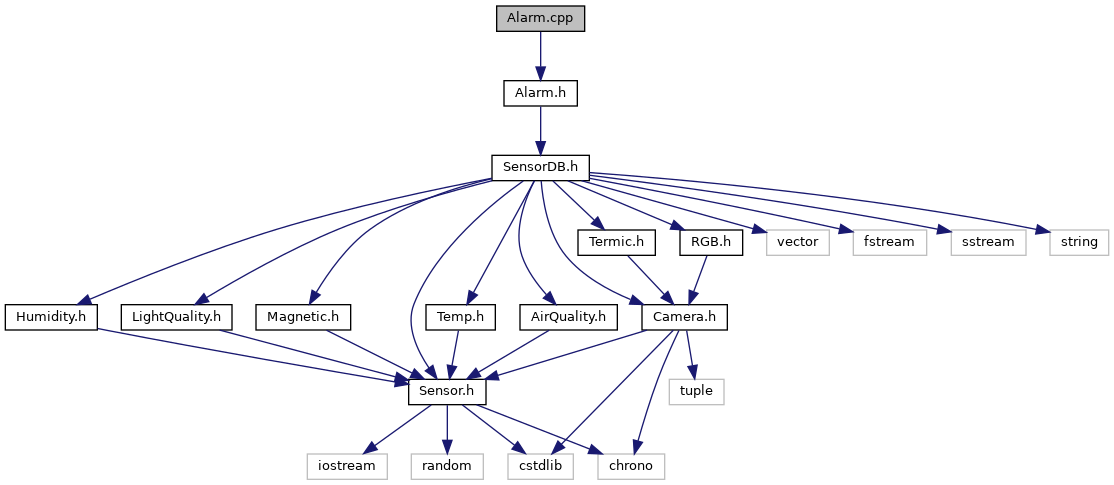 Alarm.cpp
Alarm.h
SensorDB.h
Termic.h
RGB.h
vector
fstream
sstream
string
Humidity.h
LightQuality.h
Magnetic.h
Temp.h
AirQuality.h
Camera.h
Sensor.h
tuple
iostream
random
cstdlib
chrono